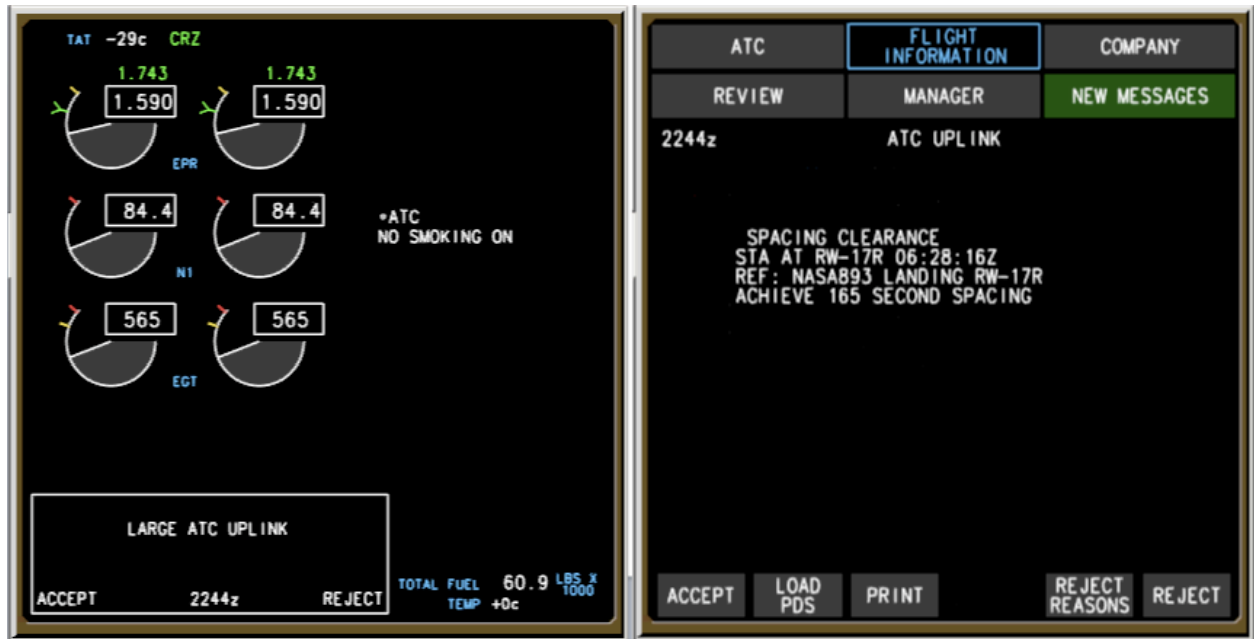 TAT -29c CRZ
1.743 1.743
1.590 1.590
EPR
84.4 84.4
N1
565 565
EGT
•ATC
NO SMOKING ON
LARGE ATC UPLINK
ACCEPT 2244z REJECT
TOTAL FUEL 60.9 LBS X 1000
TEMP +0c
ATC
FLIGHT
INFORMATION
COMPANY
REVIEW
MANAGER
NEW MESSAGES
2244z ATC UPLINK
SPACING CLEARANCE
STA AT RW-17R 06:28:16Z
REF: NASA893 LANDING RW-17R
ACHIEVE 165 SECOND SPACING
ACCEPT
LOAD
PDS
PRINT
REJECT
REASONS
REJECT